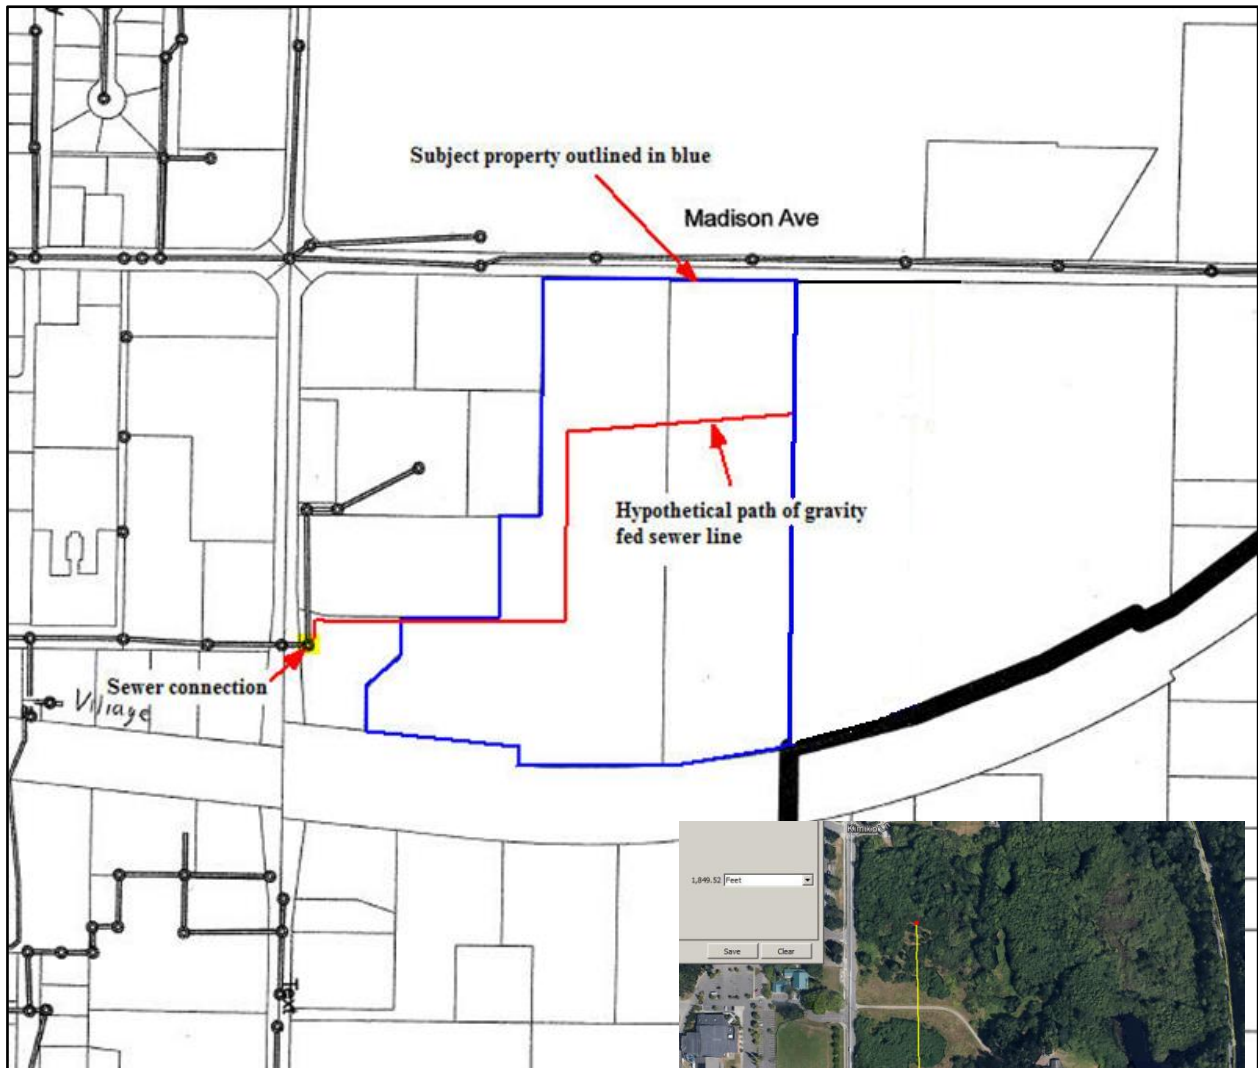 Subject property outlined in blue
Madison Ave
Hypothetical path of gravity
fed sewer line
Sewer connection
Village
1,849.52 Feet
Save Clear